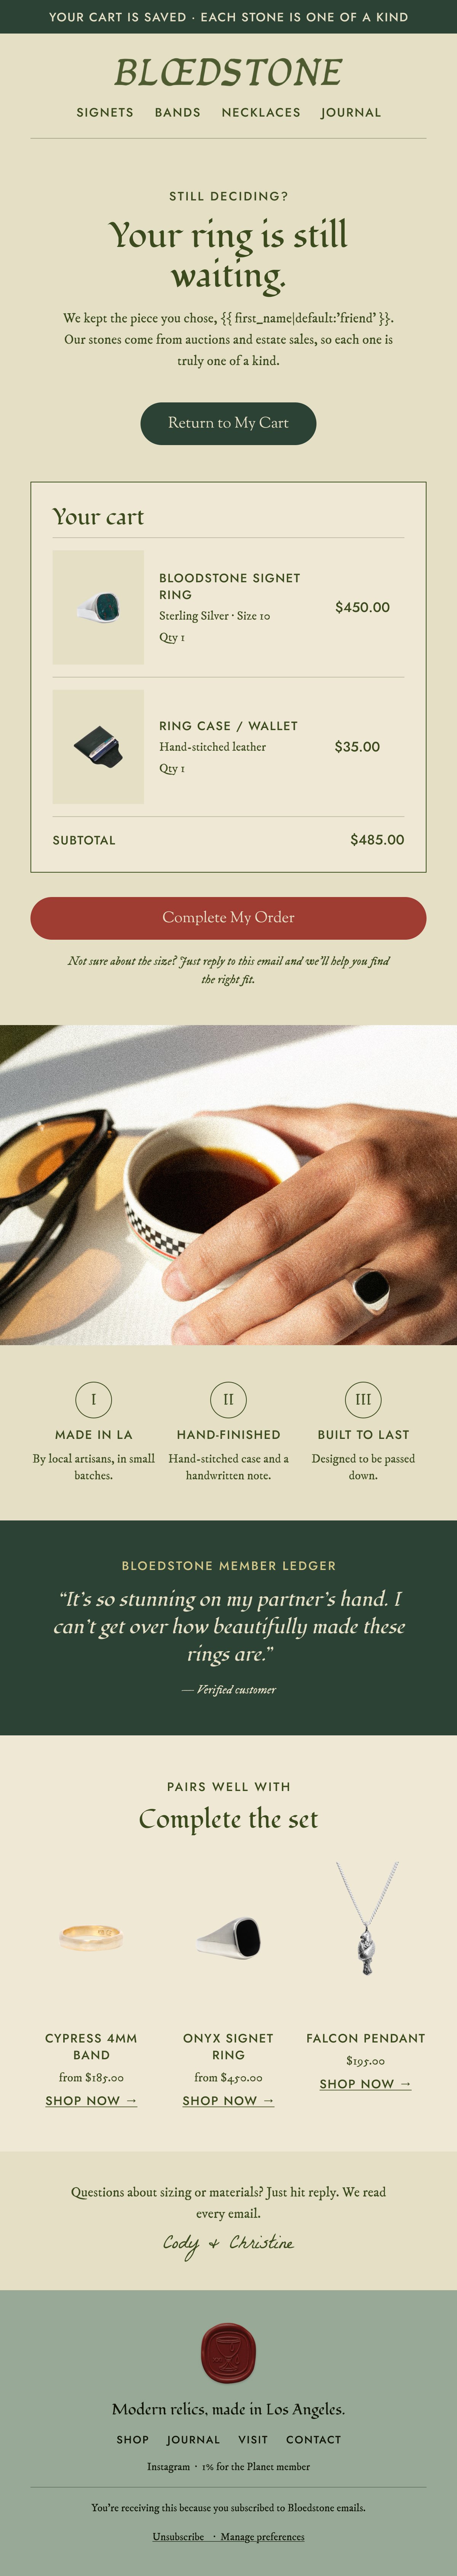 YOUR CART IS SAVED · EACH STONE IS ONE OF A KIND
BLŒDSTONE
SIGNETS BANDS NECKLACES JOURNAL
STILL DECIDING?
Your ring is still
waiting.
We kept the piece you chose, {{ first_name|default:'friend' }}.
Our stones come from auctions and estate sales, so each one is
truly one of a kind.
Return to My Cart
Your cart
BLOODSTONE SIGNET
RING
Sterling Silver · Size 10
Qty 1
$450.00
RING CASE / WALLET
Hand-stitched leather
Qty 1
$35.00
SUBTOTAL $485.00
Complete My Order
Not sure about the size? Just reply to this email and we'll help you find
the right fit.
I II III
MADE IN LA HAND-FINISHED BUILT TO LAST
By local artisans, in small Hand-stitched case and a Designed to be passed
batches. handwritten note. down.
BLOEDSTONE MEMBER LEDGER
“It's so stunning on my partner's hand. I
can't get over how beautifully made these
rings are.”
— Verified customer
PAIRS WELL WITH
Complete the set
CYPRESS 4MM
BAND
from $185.00
SHOP NOW →
ONYX SIGNET
RING
from $450.00
SHOP NOW →
FALCON PENDANT
$195.00
SHOP NOW →
Questions about sizing or materials? Just hit reply. We read
every email.
Cody & Christine
Modern relics, made in Los Angeles.
SHOP JOURNAL VISIT CONTACT
Instagram · 1% for the Planet member
You're receiving this because you subscribed to Bloedstone emails.
Unsubscribe · Manage preferences